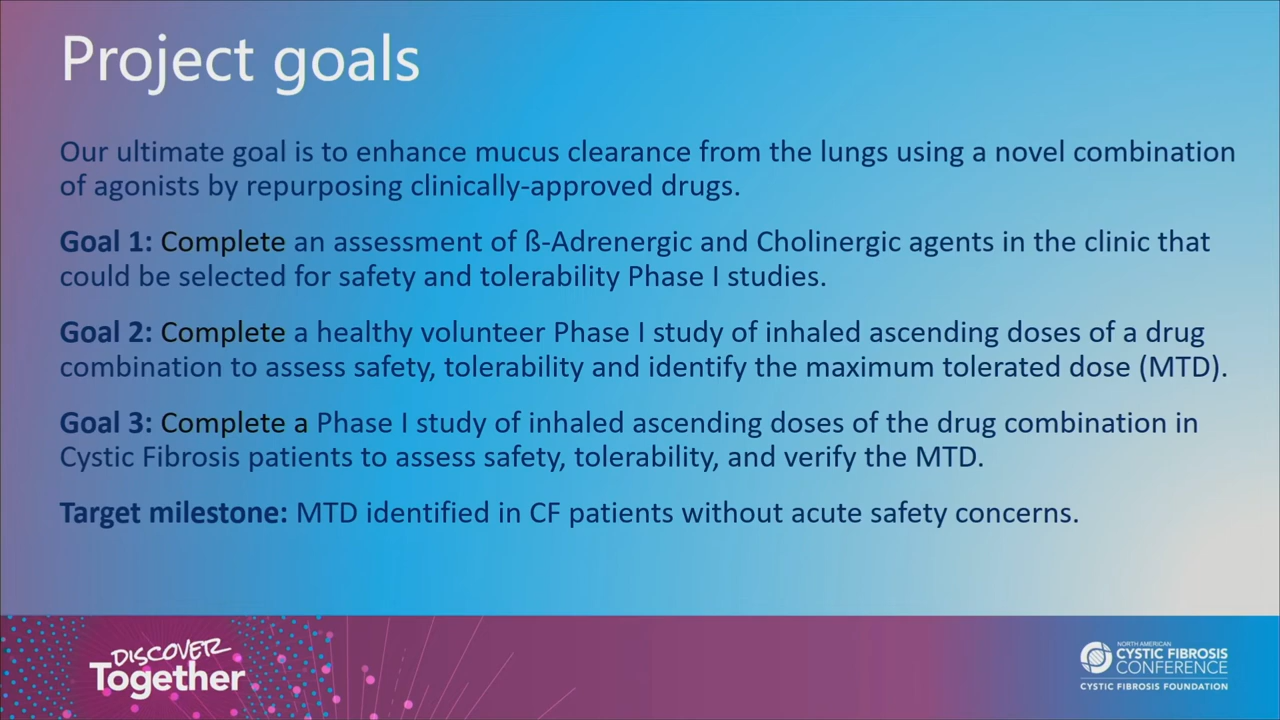 Project goals
Our ultimate goal is to enhance mucus clearance from the lungs using a novel combination
of agonists by repurposing clinically-approved drugs.
Goal 1: Complete an assessment of ß-Adrenergic and Cholinergic agents in the clinic that
could be selected for safety and tolerability Phase I studies.
Goal 2: Complete a healthy volunteer Phase I study of inhaled ascending doses of a drug
combination to assess safety, tolerability and identify the maximum tolerated dose (MTD).
Goal 3: Complete a Phase I study of inhaled ascending doses of the drug combination in
Cystic Fibrosis patients to assess safety, tolerability, and verify the MTD.
Target milestone: MTD identified in CF patients without acute safety concerns.
DISCOVER
Together
NORTH AMERICAN
CYSTIC FIBROSIS
CONFERENCE
CYSTIC FIBROSIS FOUNDATION